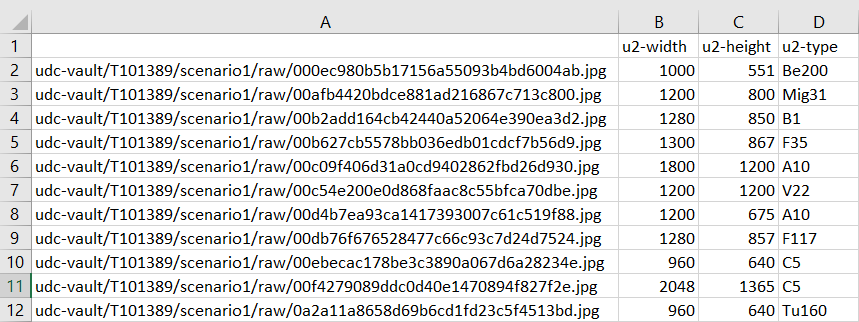 A B C D
1 u2-width u2-height u2-type
2 udc-vault/T101389/scenario1/raw/000ec980b5b17156a55093b4bd6004ab.jpg 1000 551 Be200
3 udc-vault/T101389/scenario1/raw/00afb4420bdce881ad216867c713c800.jpg 1200 800 Mig31
4 udc-vault/T101389/scenario1/raw/00b2add164cb42440a52064e390ea3d2.jpg 1280 850 B1
5 udc-vault/T101389/scenario1/raw/00b627cb5578bb036edb01cdcf7b56d9.jpg 1300 867 F35
6 udc-vault/T101389/scenario1/raw/00c09f406d31a0cd9402862fbd26d930.jpg 1800 1200 A10
7 udc-vault/T101389/scenario1/raw/00c54e200e0d868faac8c55bfca70dbe.jpg 1200 1200 V22
8 udc-vault/T101389/scenario1/raw/00d4b7ea93ca1417393007c61c519f88.jpg 1200 675 A10
9 udc-vault/T101389/scenario1/raw/00db76f676528477c66c93c7d24d7524.jpg 1280 857 F117
10 udc-vault/T101389/scenario1/raw/00ebecac178be3c3890a067d6a28234e.jpg 960 640 C5
11 udc-vault/T101389/scenario1/raw/00f4279089ddc0d40e1470894f827f2e.jpg 2048 1365 C5
12 udc-vault/T101389/scenario1/raw/0a2a11a8658d69b6cd1fd23c5f4513bd.jpg 960 640 Tu160